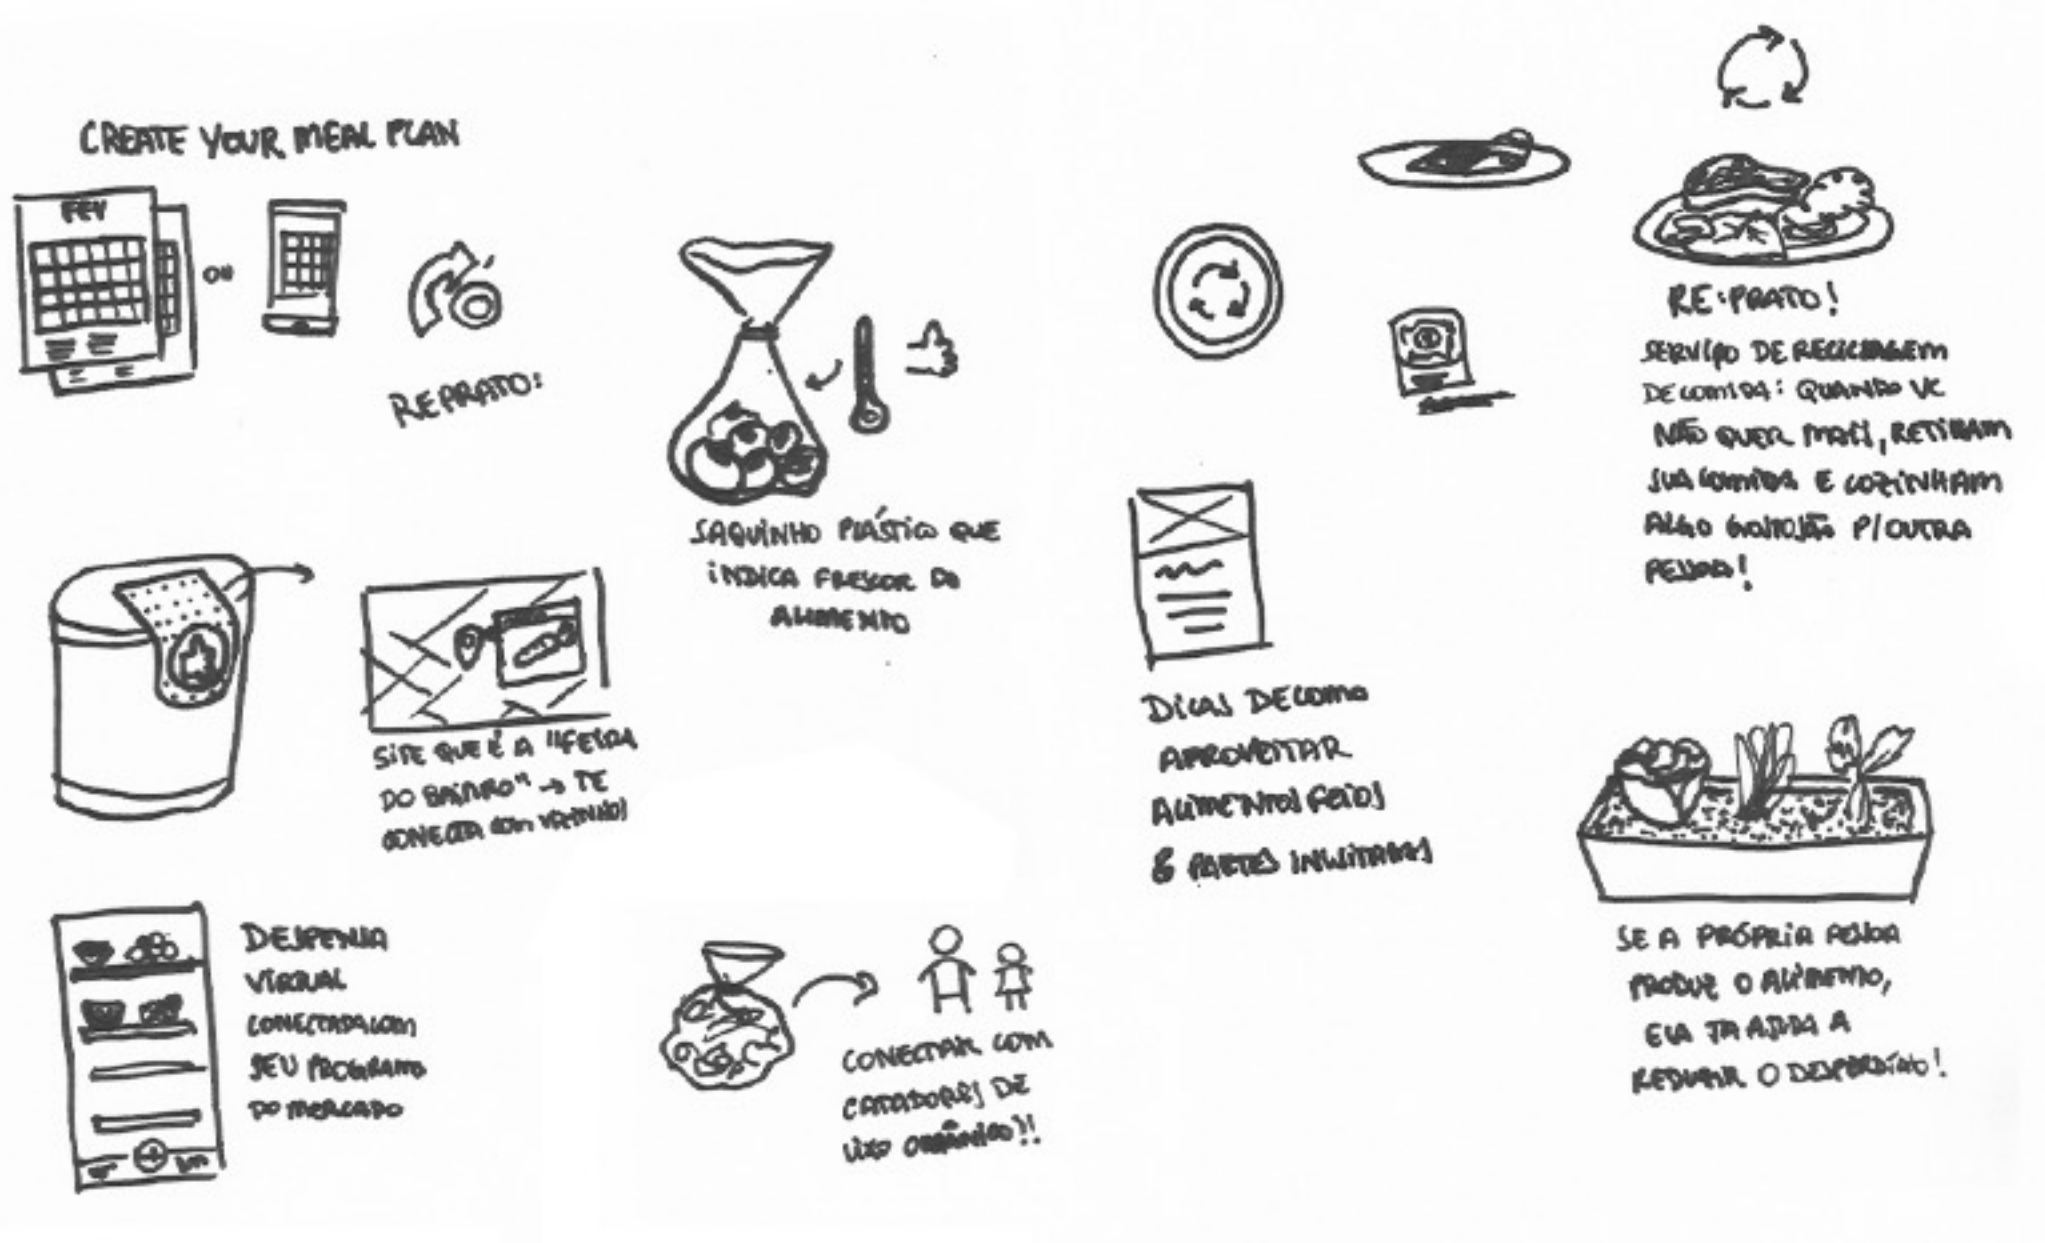 CREATE YOUR MEAL PLAN
FEV
OU
REPRATO:
SAQUINHO PLÁSTICO QUE
INDICA FRESCOR DO
ALIMENTO
SITE QUE É A "FEIRA
DO BAIRRO" → TE
CONECTA COM VIZINHOS
DESPENSA
VIRTUAL
CONECTADA COM
SEU PROGRAMA
DO MERCADO
CONECTAR COM
CATADORES DE
LIXO ORGÂNICO?!
DICAS DE COMO
APROVEITAR
ALIMENTOS FEIOS
& PARTES INUSITADAS
RE:PRATO!
SERVIÇO DE RECICLAGEM
DE COMIDA: QUANDO VC
NÃO QUER MAIS, RETIRAM
SUA COMIDA E COZINHAM
ALGO GOSTOSÃO P/ OUTRA
PESSOA!
SE A PRÓPRIA PESSOA
PRODUZ O ALIMENTO,
ELA JÁ AJUDA A
REDUZIR O DESPERDÍCIO!